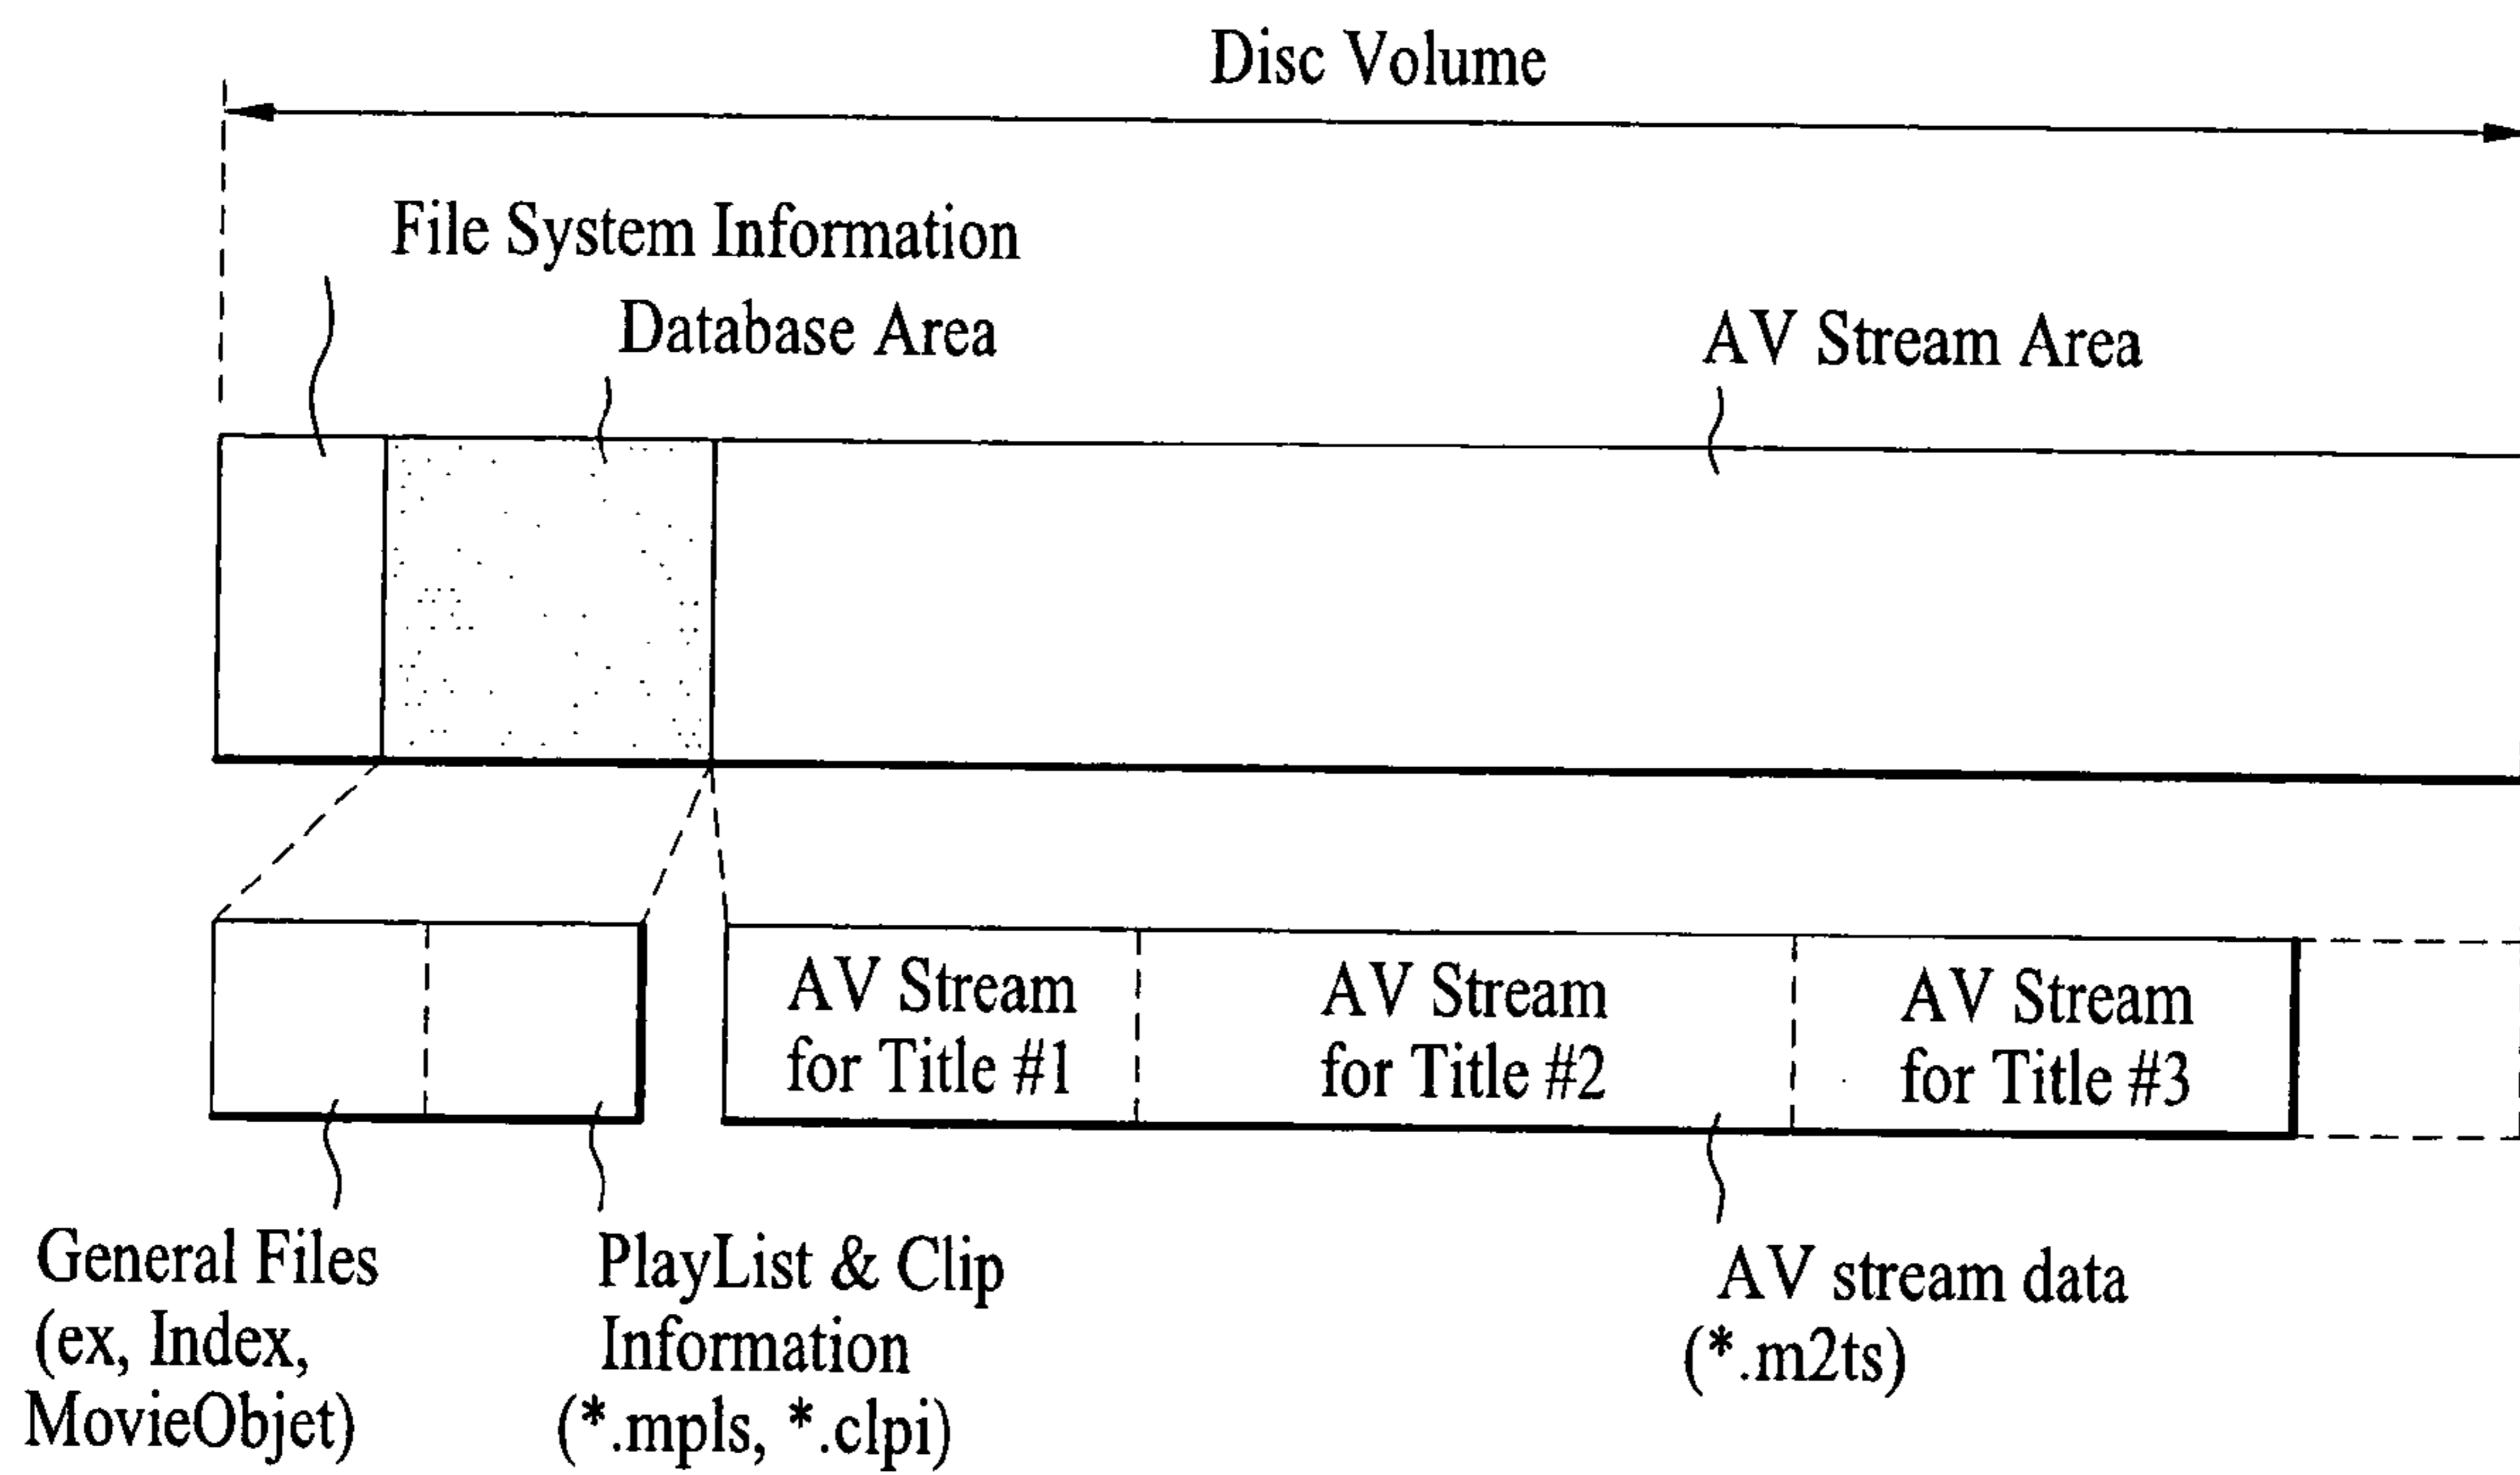 Disc Volume
File System Information
Database Area
AV Stream Area
AV Stream
for Title #1
AV Stream
for Title #2
AV Stream
for Title #3
General Files
(ex, Index,
MovieObjet)
PlayList & Clip
Information
(*.mpls, *.clpi)
AV stream data
(*.m2ts)